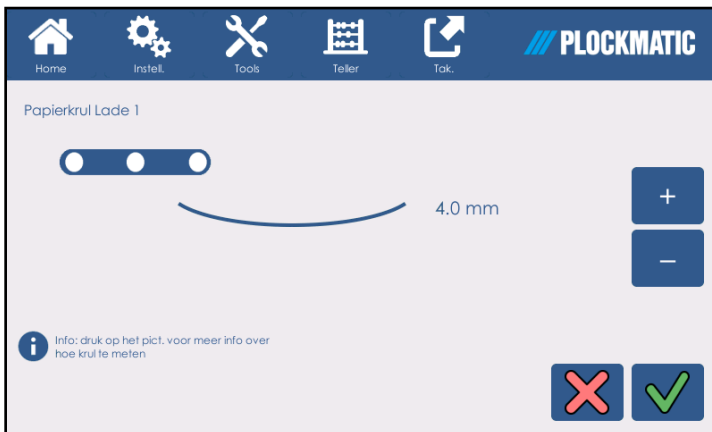 Home Instell. Tools Teller Tak. PLOCKMATIC
Papierkrul Lade 1
4.0 mm
+
–
Info: druk op het pict. voor meer info over
hoe krul te meten